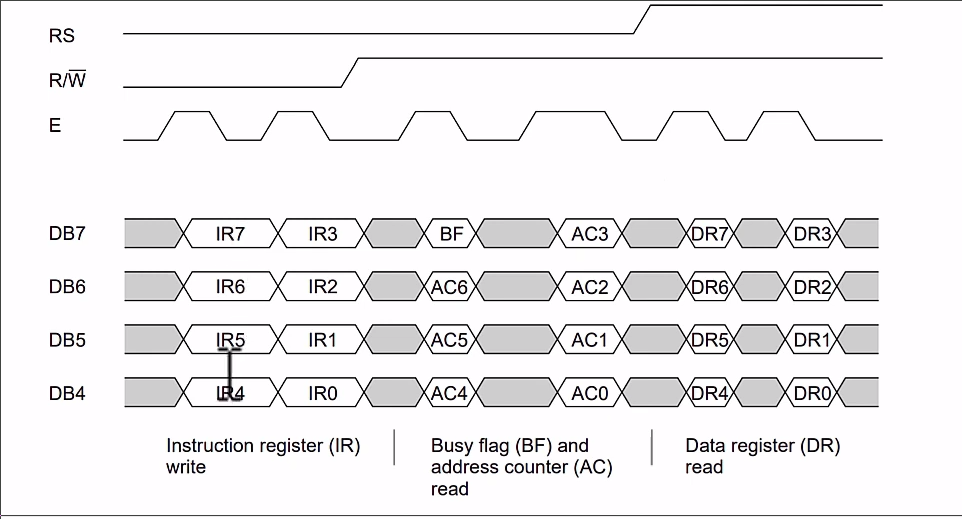 RS
R/W̅
E
DB7 IR7 IR3 BF AC3 DR7 DR3
DB6 IR6 IR2 AC6 AC2 DR6 DR2
DB5 IR5 IR1 AC5 AC1 DR5 DR1
DB4 IR4 IR0 AC4 AC0 DR4 DR0
Instruction register (IR)
write
Busy flag (BF) and
address counter (AC)
read
Data register (DR)
read